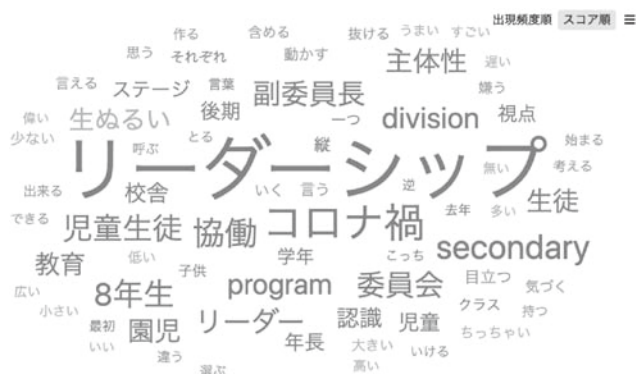 出現頻度順 スコア順
作る 含める 抜ける うまい すごい
思う それぞれ 動かす 主体性 遅い
言える ステージ 言葉 副委員長 嫌う
偉い 生ぬるい 後期 一つ division 視点
少ない とる 縦 始まる
呼ぶ リーダーシップ 無い 考える
出来る 校舎 いく 言う 逆 生徒
できる 児童生徒 協働 コロナ禍 去年 多い
教育 低い 学年 こっち secondary
広い 8年生 子供 program 委員会 目立つ 気づく
小さい クラス 持つ
最初 園児 リーダー 認識 児童 ちっちゃい
いい 年長 大きい いける
違う 選ぶ 高い